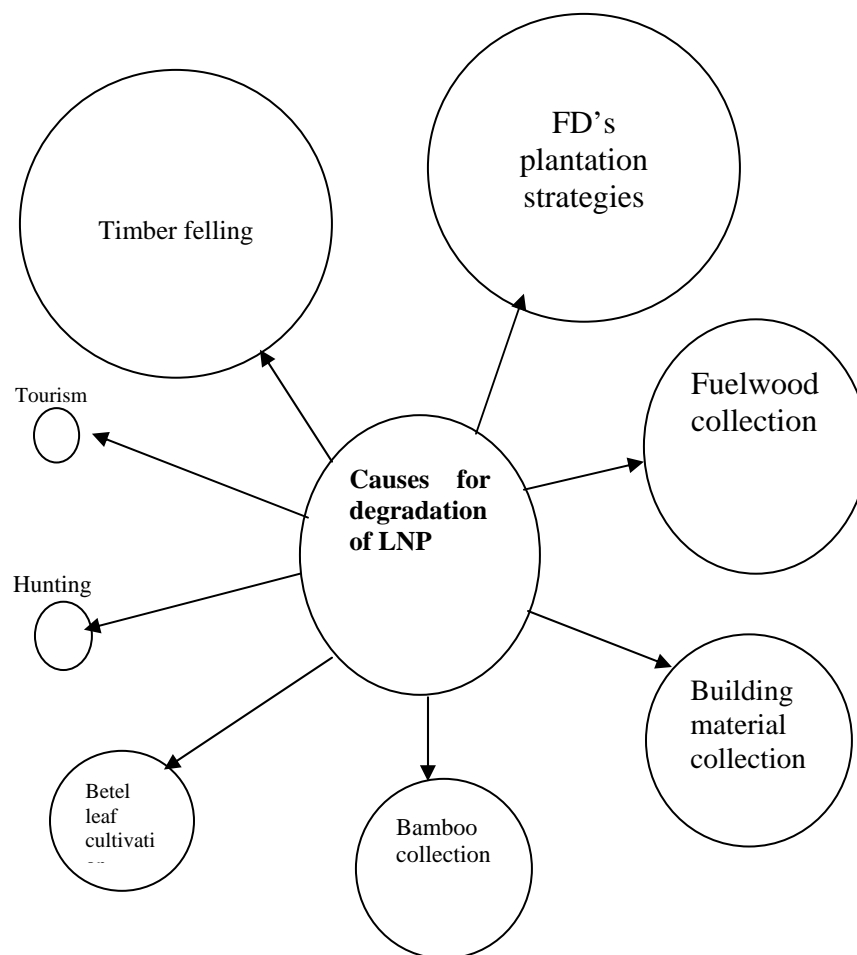 FD's
plantation
strategies
Timber felling
Fuelwood
collection
Tourism
Causes for
degradation
of LNP
Hunting
Building
material
collection
Betel
leaf
cultivati
Bamboo
collection